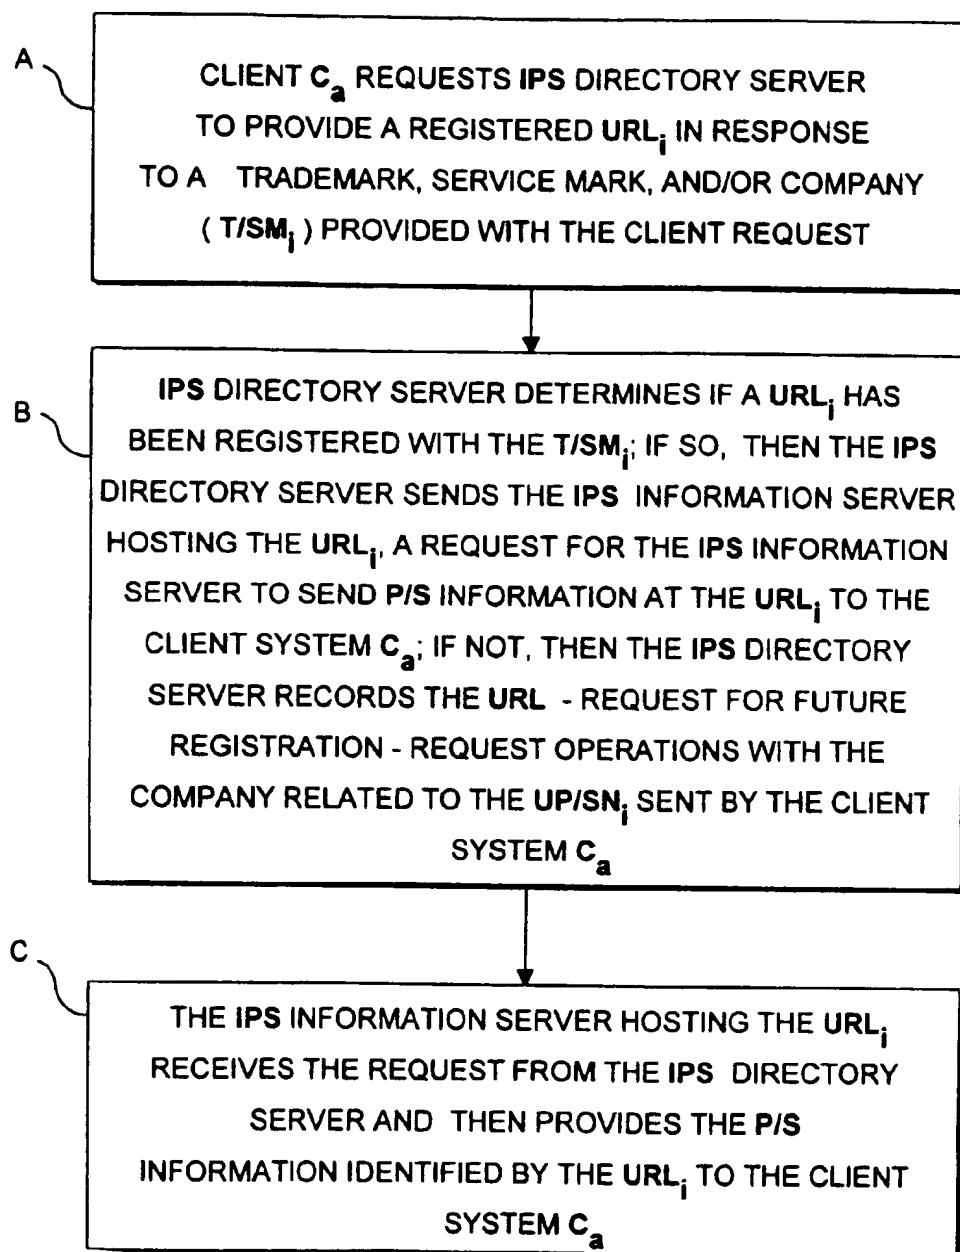 A
CLIENT Ca REQUESTS IPS DIRECTORY SERVER
TO PROVIDE A REGISTERED URLi IN RESPONSE
TO A TRADEMARK, SERVICE MARK, AND/OR COMPANY
( T/SMi ) PROVIDED WITH THE CLIENT REQUEST
B
IPS DIRECTORY SERVER DETERMINES IF A URLi HAS
BEEN REGISTERED WITH THE T/SMi; IF SO, THEN THE IPS
DIRECTORY SERVER SENDS THE IPS INFORMATION SERVER
HOSTING THE URLi, A REQUEST FOR THE IPS INFORMATION
SERVER TO SEND P/S INFORMATION AT THE URLi TO THE
CLIENT SYSTEM Ca; IF NOT, THEN THE IPS DIRECTORY
SERVER RECORDS THE URL - REQUEST FOR FUTURE
REGISTRATION - REQUEST OPERATIONS WITH THE
COMPANY RELATED TO THE UP/SNi SENT BY THE CLIENT
SYSTEM Ca
C
THE IPS INFORMATION SERVER HOSTING THE URLi
RECEIVES THE REQUEST FROM THE IPS DIRECTORY
SERVER AND THEN PROVIDES THE P/S
INFORMATION IDENTIFIED BY THE URLi TO THE CLIENT
SYSTEM Ca